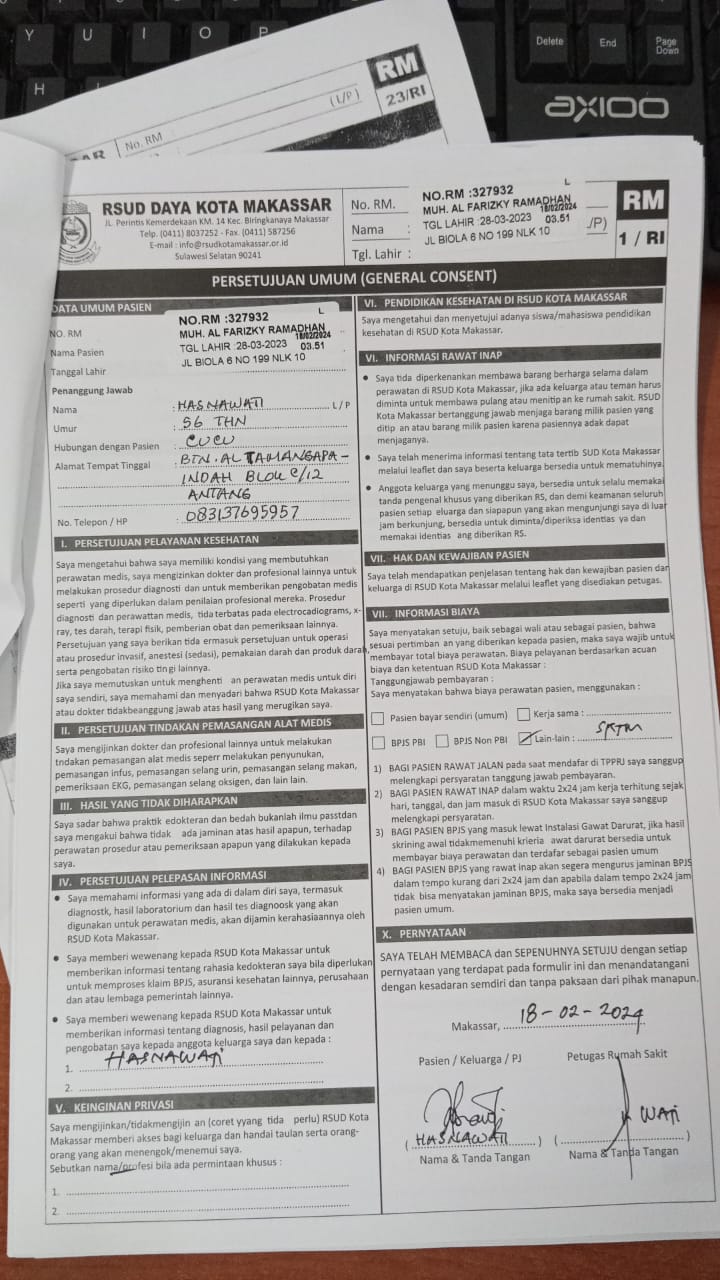 Y U I O P
H
Delete End Page Down
AXIOO
RM
23/RI
(L/P)
No. RM
RSUD DAYA KOTA MAKASSAR
JL. Perintis Kemerdekaan KM. 14 Kec. Biringkanaya Makassar
Telp. (0411) 8037252 - Fax. (0411) 587256
E-mail : info@rsudkotamakassar.or.id
Sulawesi Selatan 90241
No. RM.
Nama :
Tgl. Lahir :
L
NO.RM :327932
MUH. AL FARIZKY RAMADHAN
18/02/2024
TGL LAHIR :28-03-2023 03.51
JL BIOLA 6 NO 199 NLK 10
/P)
RM
1 / RI
PERSETUJUAN UMUM (GENERAL CONSENT)
DATA UMUM PASIEN
NO. RM
Nama Pasien
Tanggal Lahir
NO.RM :327932 L
MUH. AL FARIZKY RAMADHAN
18/02/2024
TGL LAHIR :28-03-2023 03.51
JL BIOLA 6 NO 199 NLK 10
Penanggung Jawab
Nama : HASNAWATI L / P
Umur : 56 THN
Hubungan dengan Pasien : CUCU
Alamat Tempat Tinggal : BTN. AL TAMANGAPA -
INDAH BLOK C/12
ANTANG
No. Telepon / HP : 083137695957
I. PERSETUJUAN PELAYANAN KESEHATAN
Saya mengetahui bahwa saya memiliki kondisi yang membutuhkan
perawatan medis, saya mengizinkan dokter dan profesional lainnya untuk
melakukan prosedur diagnosti dan untuk memberikan pengobatan medis
seperti yang diperlukan dalam penilaian profesional mereka. Prosedur
diagnosti dan perawattan medis, tida terbatas pada electrocadiograms, x-
ray, tes darah, terapi fisik, pemberian obat dan pemeriksaan lainnya.
Persetujuan yang saya berikan tida ermasuk persetujuan untuk operasi
atau prosedur invasif, anestesi (sedasi), pemakaian darah dan produk darah,
serta pengobatan risiko tingi lainnya.
Jika saya memutuskan untuk menghenti an perawatan medis untuk diri
saya sendiri, saya memahami dan menyadari bahwa RSUD Kota Makassar
atau dokter tidakbeanggung jawab atas hasil yang merugikan saya.
II. PERSETUJUAN TINDAKAN PEMASANGAN ALAT MEDIS
Saya mengijinkan dokter dan profesional lainnya untuk melakukan
tndakan pemasangan alat medis seperr melakukan penyunukan,
pemasangan infus, pemasangan selang urin, pemasangan selang makan,
pemeriksaan EKG, pemasangan selang oksigen, dan lain lain.
III. HASIL YANG TIDAK DIHARAPKAN
Saya sadar bahwa praktik edokteran dan bedah bukanlah ilmu passtdan
saya mengakui bahwa tidak ada jaminan atas hasil apapun, terhadap
perawatan prosedur atau pemeriksaan apapun yang dilakukan kepada
saya.
IV. PERSETUJUAN PELEPASAN INFORMASI
• Saya memahami informasi yang ada di dalam diri saya, termasuk
diagnostk, hasil laboratorium dan hasil tes diagnoosk yang akan
digunakan untuk perawatan medis, akan dijamin kerahasiaannya oleh
RSUD Kota Makassar.
• Saya memberi wewenang kepada RSUD Kota Makassar untuk
memberikan informasi tentang rahasia kedokteran saya bila diperlukan
untuk memproses klaim BPJS, asuransi kesehatan lainnya, perusahaan
dan atau lembaga pemerintah lainya.
• Saya memberi wewenang kepada RSUD Kota Makassar untuk
memberikan informasi tentang diagnosis, hasil pelayanan dan
pengobatan saya kepada anggota keluarga saya dan kepada :
1. HASNAWATI
2.
V. KEINGINAN PRIVASI
Saya mengijinkan/tidakmengijin an (coret yyang tida perlu) RSUD Kota
Makassar memberi akses bagi keluarga dan handai taulan serta orang-
orang yang akan menengok/menemui saya.
Sebutkan nama/profesi bila ada permintaan khusus :
1.
2.
VI. PENDIDIKAN KESEHATAN DI RSUD KOTA MAKASSAR
Saya mengetahui dan menyetujui adanya siswa/mahasiswa pendidikan
kesehatan di RSUD Kota Makassar.
VI. INFORMASI RAWAT INAP
• Saya tida diperkenankan membawa barang berharga selama dalam
perawatan di RSUD Kota Makassar, jika ada keluarga atau teman harus
diminta untuk membawa pulang atau menitip an ke rumah sakit. RSUD
Kota Makassar bertanggung jawab menjaga barang milik pasien yang
ditip an atau barang milik pasien karena pasiennya adak dapat
menjaganya.
• Saya telah menerima informasi tentang tata tertib SUD Kota Makassar
melalui leaflet dan saya beserta keluarga bersedia untuk mematuhinya.
• Anggota keluarga yang menunggu saya, bersedia untuk selalu memakai
tanda pengenal khusus yang diberikan RS, dan demi keamanan seluruh
pasien setiap eluarga dan siapapun yang akan mengunjungi saya di luar
jam berkunjung, bersedia untuk diminta/diperiksa identias ya dan
memakai identias ang diberikan RS.
VII. HAK DAN KEWAJIBAN PASIEN
Saya telah mendapatkan penjelasan tentang hak dan kewajiban pasien dan
keluarga di RSUD Kota Makassar melalui leaflet yang disediakan petugas.
VII. INFORMASI BIAYA
Saya menyatakan setuju, baik sebagai wali atau sebagai pasien, bahwa
sesuai pertimban an yang diberikan kepada pasien, maka saya wajib untuk
membayar total biaya perawatan. Biaya pelayanan berdasarkan acuan
biaya dan ketentuan RSUD Kota Makassar :
Tanggungjawab pembayaran :
Saya menyatakan bahwa biaya perawatan pasien, menggunakan :
Pasien bayar sendiri (umum) Kerja sama :
BPJS PBI BPJS Non PBI Lain-lain : SKTM
1) BAGI PASIEN RAWAT JALAN pada saat mendafar di TPPRJ saya sanggup
melengkapi persyaratan tanggung jawab pembayaran.
2) BAGI PASIEN RAWAT INAP dalam waktu 2x24 jam kerja terhitung sejak
hari, tanggal, dan jam masuk di RSUD Kota Makassar saya sanggup
melengkapi persyaratan.
3) BAGI PASIEN BPJS yang masuk lewat Instalasi Gawat Darurat, jika hasil
skrining awal tidakmemenuhi krieria awat darurat bersedia untuk
membayar biaya perawatan dan terdafar sebagai pasien umum
4) BAGI PASIEN BPJS yang rawat inap akan segera mengurus jaminan BPJS
dalam tempo kurang dari 2x24 jam dan apabila dalam tempo 2x24 jam
tidak bisa menyatakan jaminan BPJS, maka saya bersedia menjadi
pasien umum.
X. PERNYATAAN
SAYA TELAH MEMBACA dan SEPENUHNYA SETUJU dengan setiap
pernyataan yang terdapat pada formulir ini dan menandatangani
dengan kesadaran semdiri dan tanpa paksaan dari pihak manapun.
Makassar, 18-02-2024
Pasien / Keluarga / PJ Petugas Rumah Sakit
WATI
( HASNAWATI ) ( )
Nama & Tanda Tangan Nama & Tanda Tangan